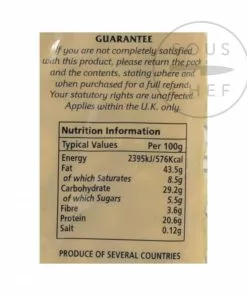 GUARANTEE
If you are not completely satisfied
with this product, please return the pack
and the contents, stating where and
when purchased for a full refund.
Your statutory rights are unaffected.
Applies within the U.K. only.
SOUS
CHEF
Nutrition Information
Typical Values Per 100g
Energy 2395kJ/576Kcal
Fat 43.5g
of which Saturates 8.5g
Carbohydrate 29.2g
of which Sugars 5.5g
Fibre 3.6g
Protein 20.6g
Salt 0.12g
PRODUCE OF SEVERAL COUNTRIES